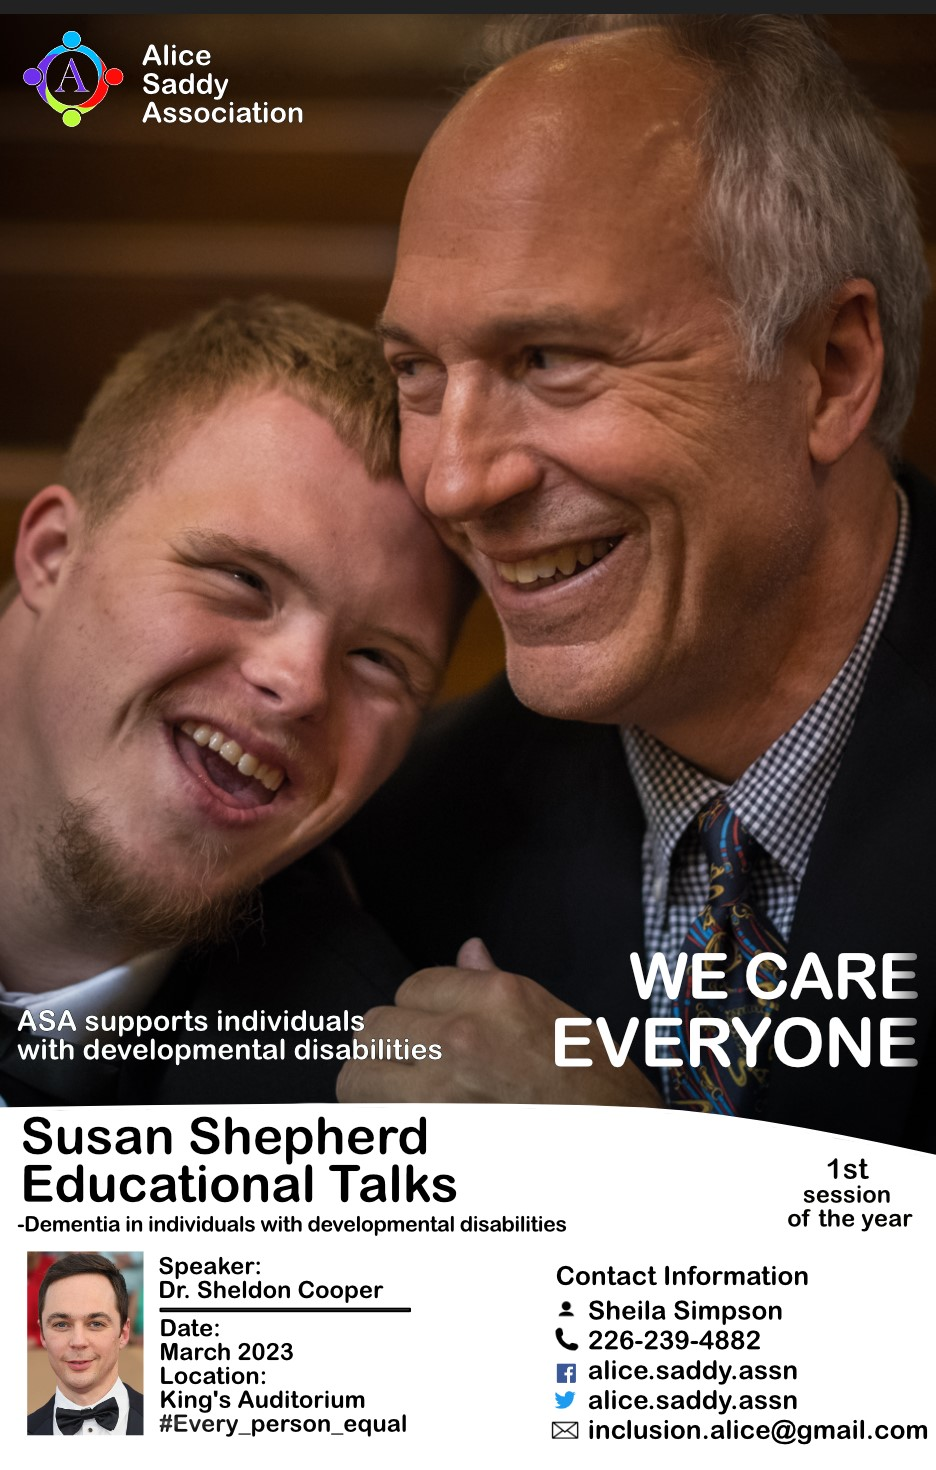 A
Alice
Saddy
Association
WE CARE
EVERYONE
ASA supports individuals
with developmental disabilities
Susan Shepherd
Educational Talks
-Dementia in individuals with developmental disabilities
1st
session
of the year
Speaker:
Dr. Sheldon Cooper
Date:
March 2023
Location:
King's Auditorium
#Every_person_equal
Contact Information
Sheila Simpson
226-239-4882
alice.saddy.assn
alice.saddy.assn
inclusion.alice@gmail.com